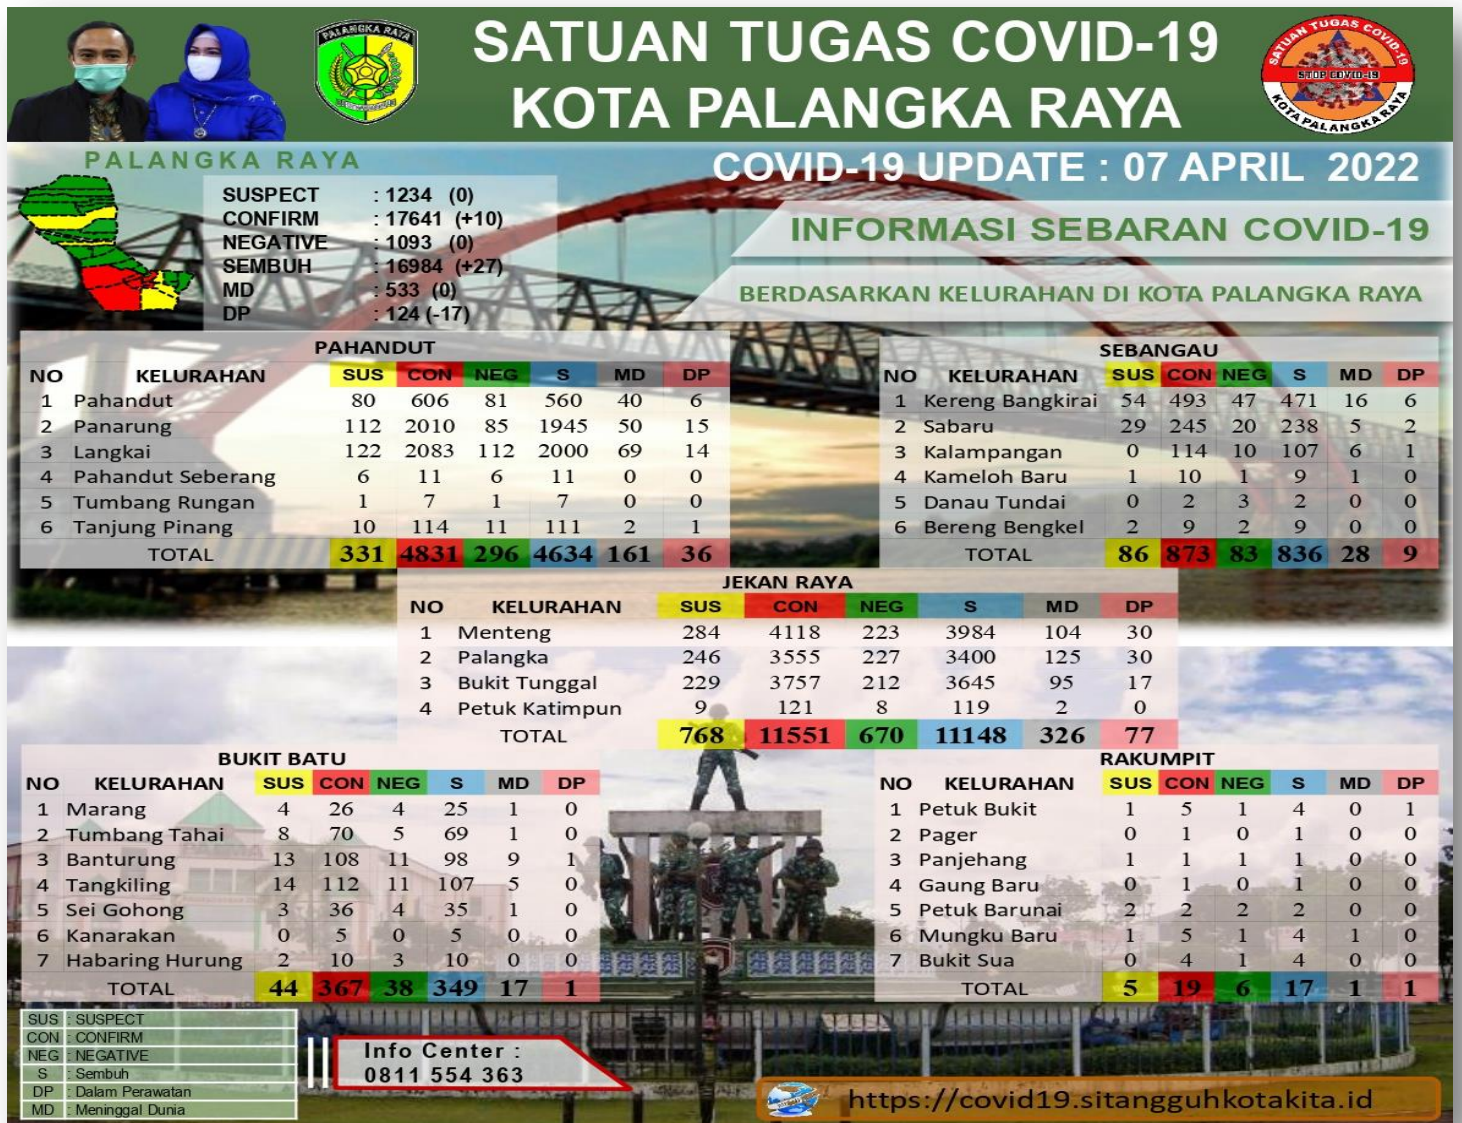 SATUAN TUGAS COVID-19
KOTA PALANGKA RAYA
PALANGKA RAYA
SATUAN TUGAS COVID-19
STOP COVID-19
KOTA PALANGKA RAYA
PALANGKA RAYA
COVID-19 UPDATE : 07 APRIL 2022
SUSPECT : 1234 (0)
CONFIRM : 17641 (+10)
NEGATIVE : 1093 (0)
SEMBUH : 16984 (+27)
MD : 533 (0)
DP : 124 (-17)
INFORMASI SEBARAN COVID-19
BERDASARKAN KELURAHAN DI KOTA PALANGKA RAYA
PAHANDUT
NO KELURAHAN SUS CON NEG S MD DP
1 Pahandut 80 606 81 560 40 6
2 Panarung 112 2010 85 1945 50 15
3 Langkai 122 2083 112 2000 69 14
4 Pahandut Seberang 6 11 6 11 0 0
5 Tumbang Rungan 1 7 1 7 0 0
6 Tanjung Pinang 10 114 11 111 2 1
TOTAL 331 4831 296 4634 161 36
SEBANGAU
NO KELURAHAN SUS CON NEG S MD DP
1 Kereng Bangkirai 54 493 47 471 16 6
2 Sabaru 29 245 20 238 5 2
3 Kalampangan 0 114 10 107 6 1
4 Kameloh Baru 1 10 1 9 1 0
5 Danau Tundai 0 2 3 2 0 0
6 Bereng Bengkel 2 9 2 9 0 0
TOTAL 86 873 83 836 28 9
JEKAN RAYA
NO KELURAHAN SUS CON NEG S MD DP
1 Menteng 284 4118 223 3984 104 30
2 Palangka 246 3555 227 3400 125 30
3 Bukit Tunggal 229 3757 212 3645 95 17
4 Petuk Katimpun 9 121 8 119 2 0
TOTAL 768 11551 670 11148 326 77
BUKIT BATU
NO KELURAHAN SUS CON NEG S MD DP
1 Marang 4 26 4 25 1 0
2 Tumbang Tahai 8 70 5 69 1 0
3 Banturung 13 108 11 98 9 1
4 Tangkiling 14 112 11 107 5 0
5 Sei Gohong 3 36 4 35 1 0
6 Kanarakan 0 5 0 5 0 0
7 Habaring Hurung 2 10 3 10 0 0
TOTAL 44 367 38 349 17 1
RAKUMPIT
NO KELURAHAN SUS CON NEG S MD DP
1 Petuk Bukit 1 5 1 4 0 1
2 Pager 0 1 0 1 0 0
3 Panjehang 1 1 1 1 0 0
4 Gaung Baru 0 1 0 1 0 0
5 Petuk Barunai 2 2 2 2 0 0
6 Mungku Baru 1 5 1 4 1 0
7 Bukit Sua 0 4 1 4 0 0
TOTAL 5 19 6 17 1 1
SUS : SUSPECT
CON : CONFIRM
NEG : NEGATIVE
S : Sembuh
DP : Dalam Perawatan
MD : Meninggal Dunia
Info Center :
0811 554 363
https://covid19.sitangguhkotakita.id